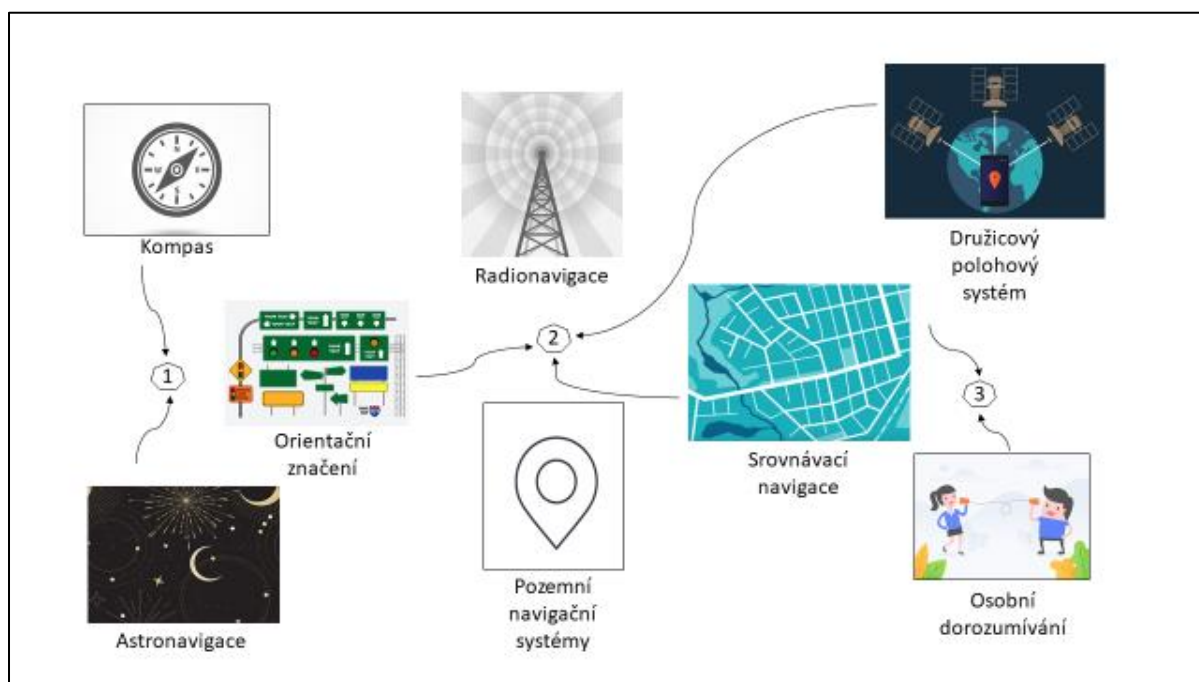 Kompas
Radionavigace
Družicový
polohový
systém
1
2
3
Orientační
značení
Srovnávací
navigace
Astronavigace
Pozemní
navigační
systémy
Osobní
dorozumívání
N
S